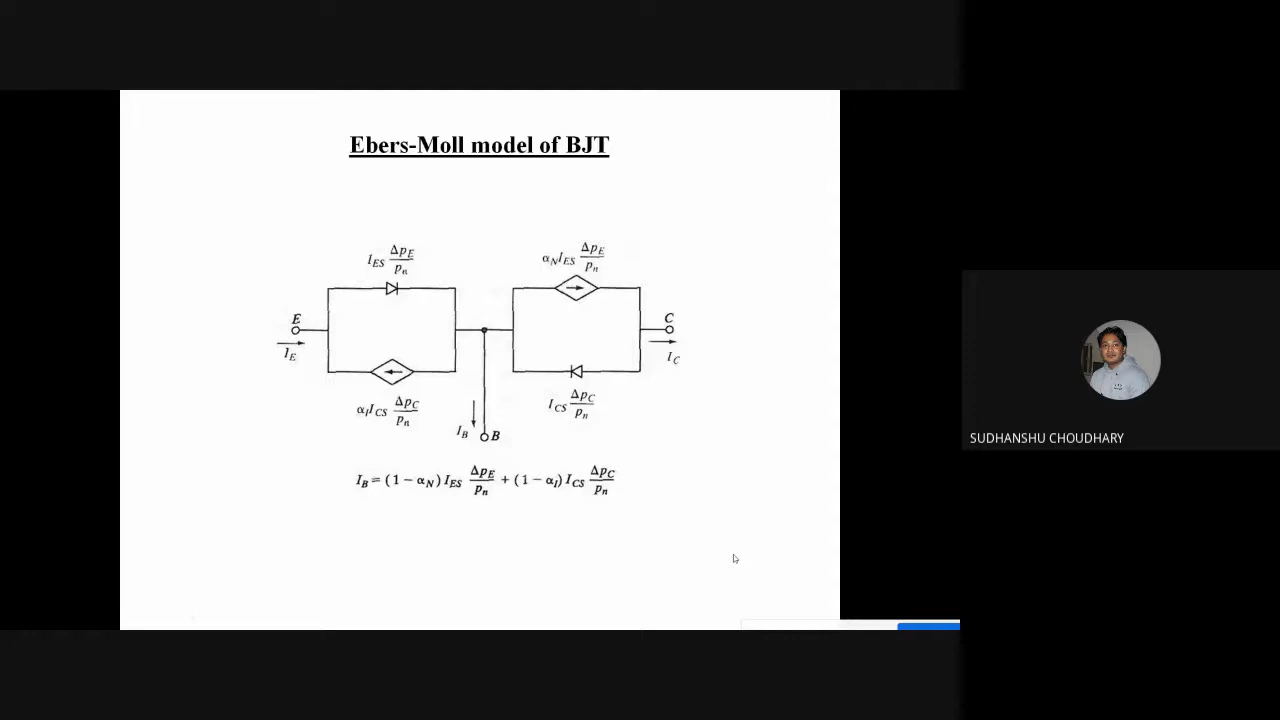 Ebers-Moll model of BJT
I_ES Δp_E/p_n
α_N I_ES Δp_E/p_n
E
C
I_E
I_C
α_I I_CS Δp_C/p_n
I_CS Δp_C/p_n
I_B
B
I_B = (1 − α_N) I_ES Δp_E/p_n + (1 − α_I) I_CS Δp_C/p_n
SUDHANSHU CHOUDHARY